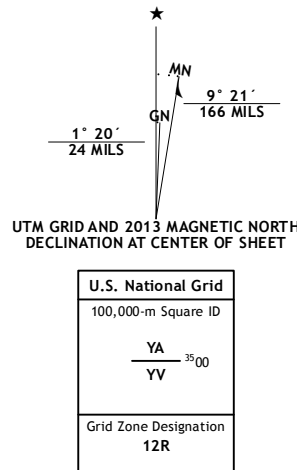 ★
MN
GN
1° 20´
24 MILS
9° 21´
166 MILS
UTM GRID AND 2013 MAGNETIC NORTH
DECLINATION AT CENTER OF SHEET
U.S. National Grid
100,000-m Square ID
YA
3500
YV
Grid Zone Designation
12R